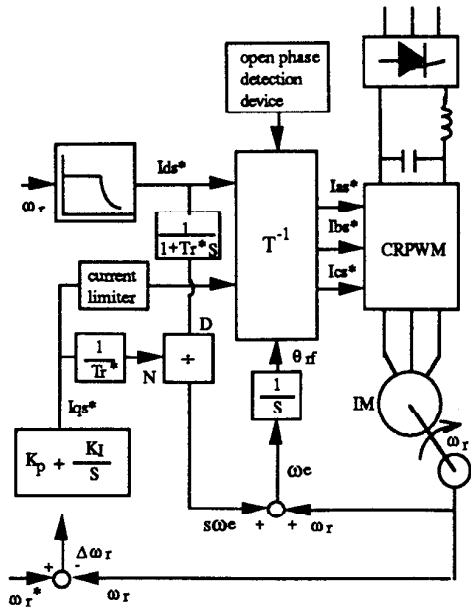 open phase
detection
device
Ids*
ωr
1
1+Tr* S
T-1
Ias*
Ibs*
Ics*
CRPWM
current
limiter
D
1
Tr*
N
÷
θrf
1
S
IM
ωr
Iqs*
Kp + KI
S
ωe
sωe
+
+
ωr
Δωr
+
-
ωr*
ωr